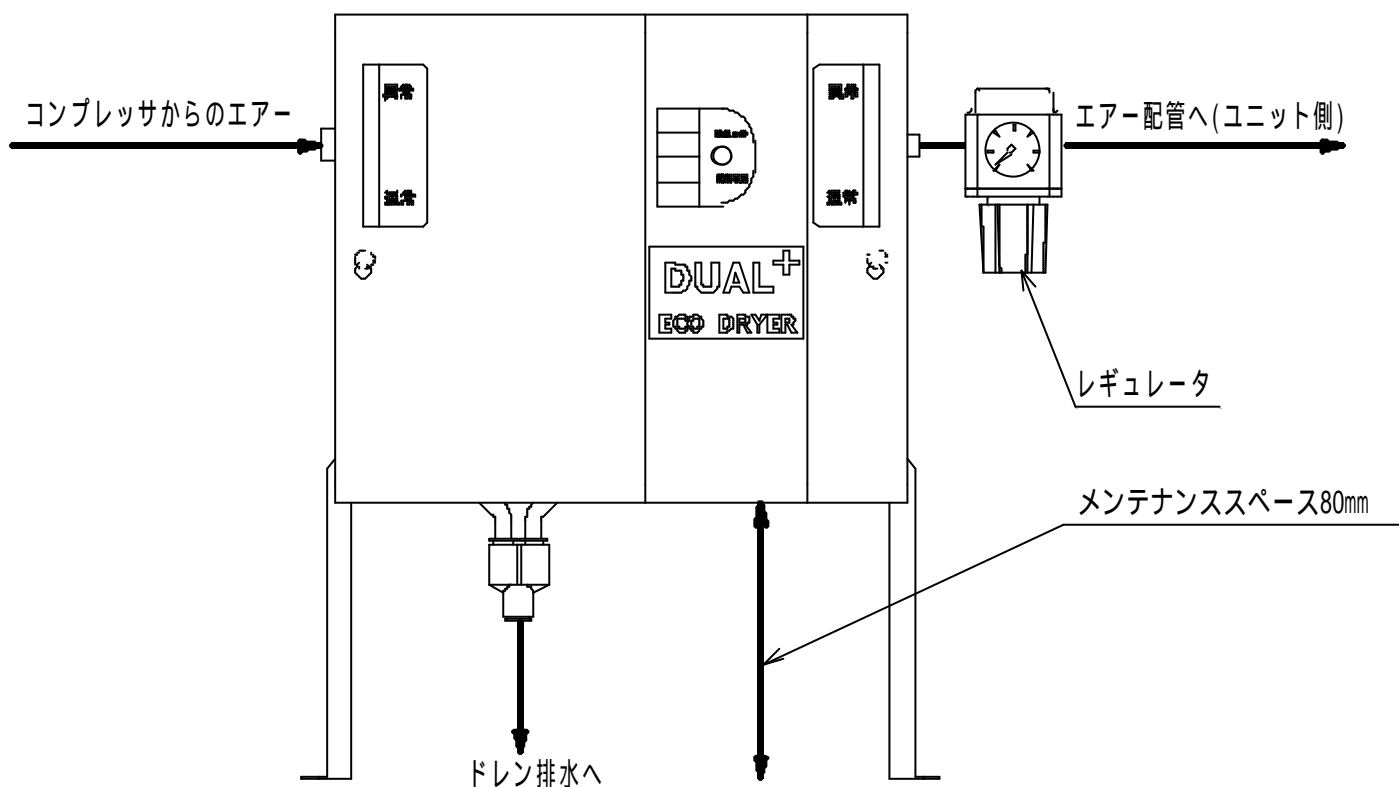 コンプレッサからのエアー
異常
異常
エアー配管へ(ユニット側)
通常
通常
DUAL+
ECO DRYER
レギュレータ
メンテナンススペース80mm
ドレン排水へ